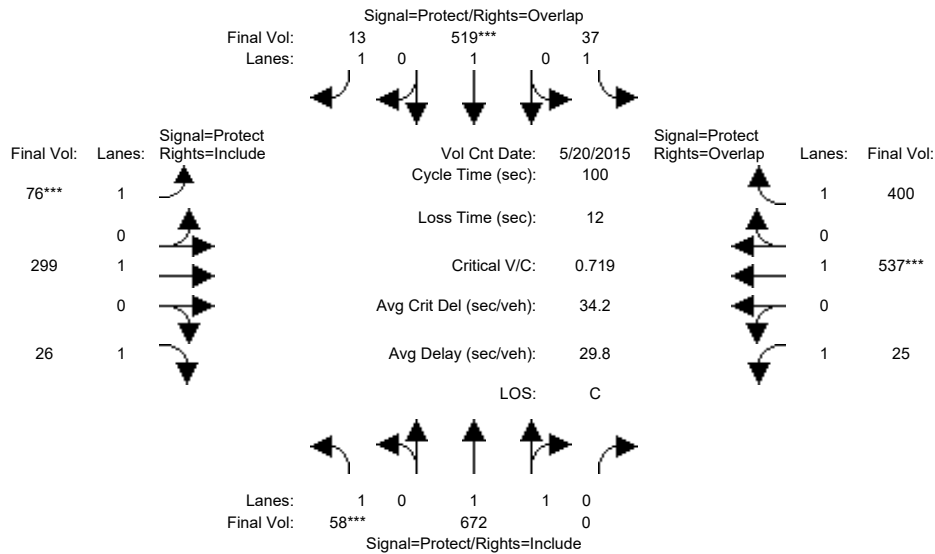 Signal=Protect/Rights=Overlap
Final Vol: 13 519*** 37
Lanes: 1 0 1 0 1
Signal=Protect Signal=Protect
Final Vol: Lanes: Rights=Include Vol Cnt Date: 5/20/2015 Rights=Overlap Lanes: Final Vol:
Cycle Time (sec): 100
76*** 1 1 400
Loss Time (sec): 12
0 0
299 1 Critical V/C: 0.719 1 537***
0 Avg Crit Del (sec/veh): 34.2 0
26 1 Avg Delay (sec/veh): 29.8 1 25
LOS: C
Lanes: 1 0 1 1 0
Final Vol: 58*** 672 0
Signal=Protect/Rights=Include